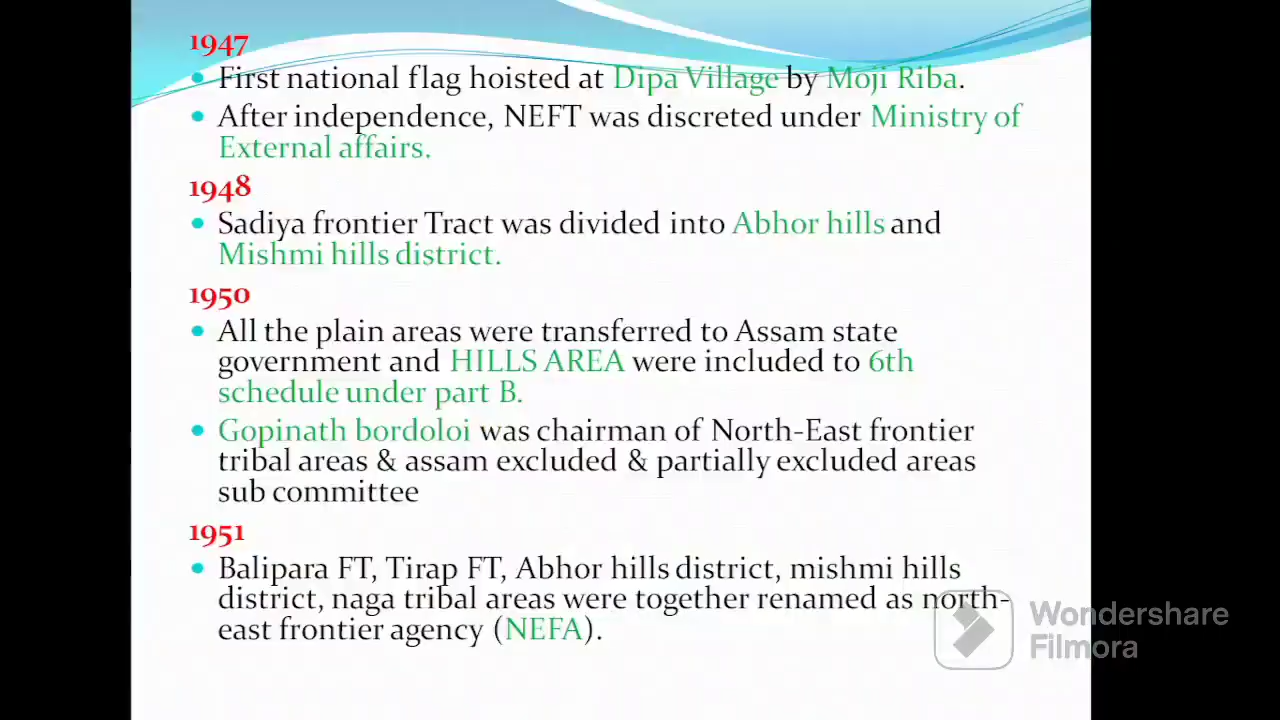 1947
First national flag hoisted at Dipa Village by Moji Riba.
After independence, NEFT was discreted under Ministry of
External affairs.
1948
Sadiya frontier Tract was divided into Abhor hills and
Mishmi hills district.
1950
All the plain areas were transferred to Assam state
government and HILLS AREA were included to 6th
schedule under part B.
Gopinath bordoloi was chairman of North-East frontier
tribal areas & assam excluded & partially excluded areas
sub committee
1951
Balipara FT, Tirap FT, Abhor hills district, mishmi hills
district, naga tribal areas were together renamed as north-
east frontier agency (NEFA).
Wondershare
Filmora